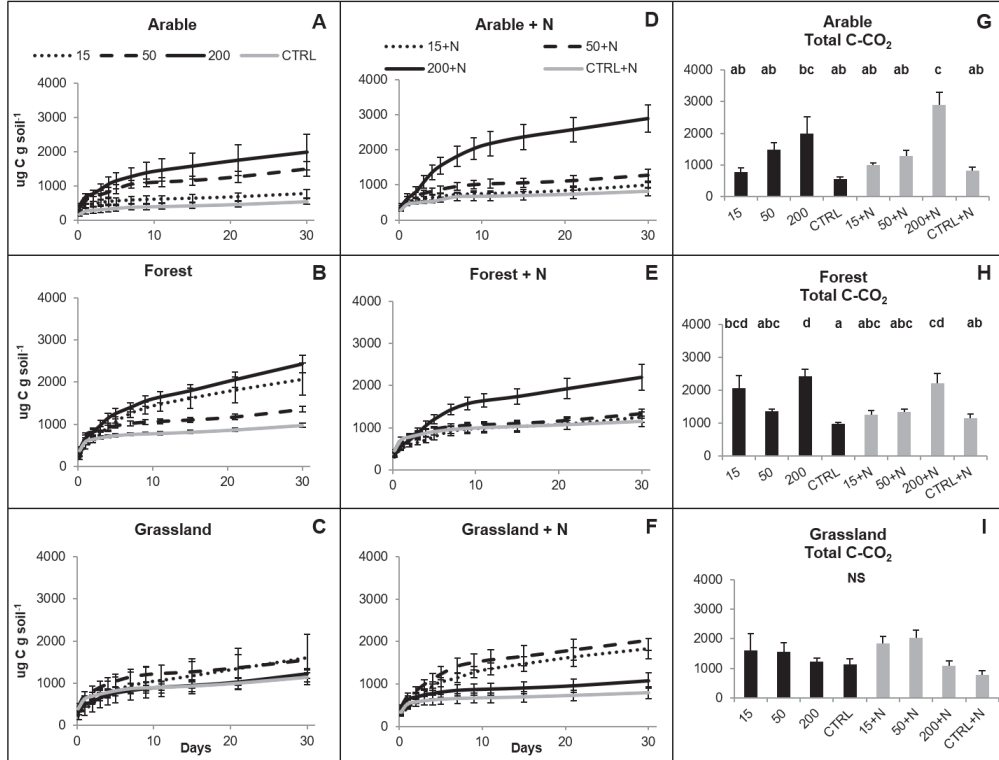 Arable
A
15 50 200 CTRL
4000
3000
2000
1000
0
0 10 20 30
ug C g soil-1
Arable + N
D
15+N 50+N
200+N CTRL+N
4000
3000
2000
1000
0
0 10 20 30
Arable
Total C-CO2
G
ab ab bc ab ab ab c ab
4000
3000
2000
1000
0
15 50 200 CTRL 15+N 50+N 200+N CTRL+N
Forest
B
4000
3000
2000
1000
0
0 10 20 30
ug C g soil-1
Forest + N
E
4000
3000
2000
1000
0
0 10 20 30
Forest
Total C-CO2
H
bcd abc d a abc abc cd ab
4000
3000
2000
1000
0
15 50 200 CTRL 15+N 50+N 200+N CTRL+N
Grassland
C
4000
3000
2000
1000
0
0 10 20 30
ug C g soil-1
Days
Grassland + N
F
4000
3000
2000
1000
0
0 10 20 30
Days
Grassland
Total C-CO2
I
NS
4000
3000
2000
1000
0
15 50 200 CTRL 15+N 50+N 200+N CTRL+N